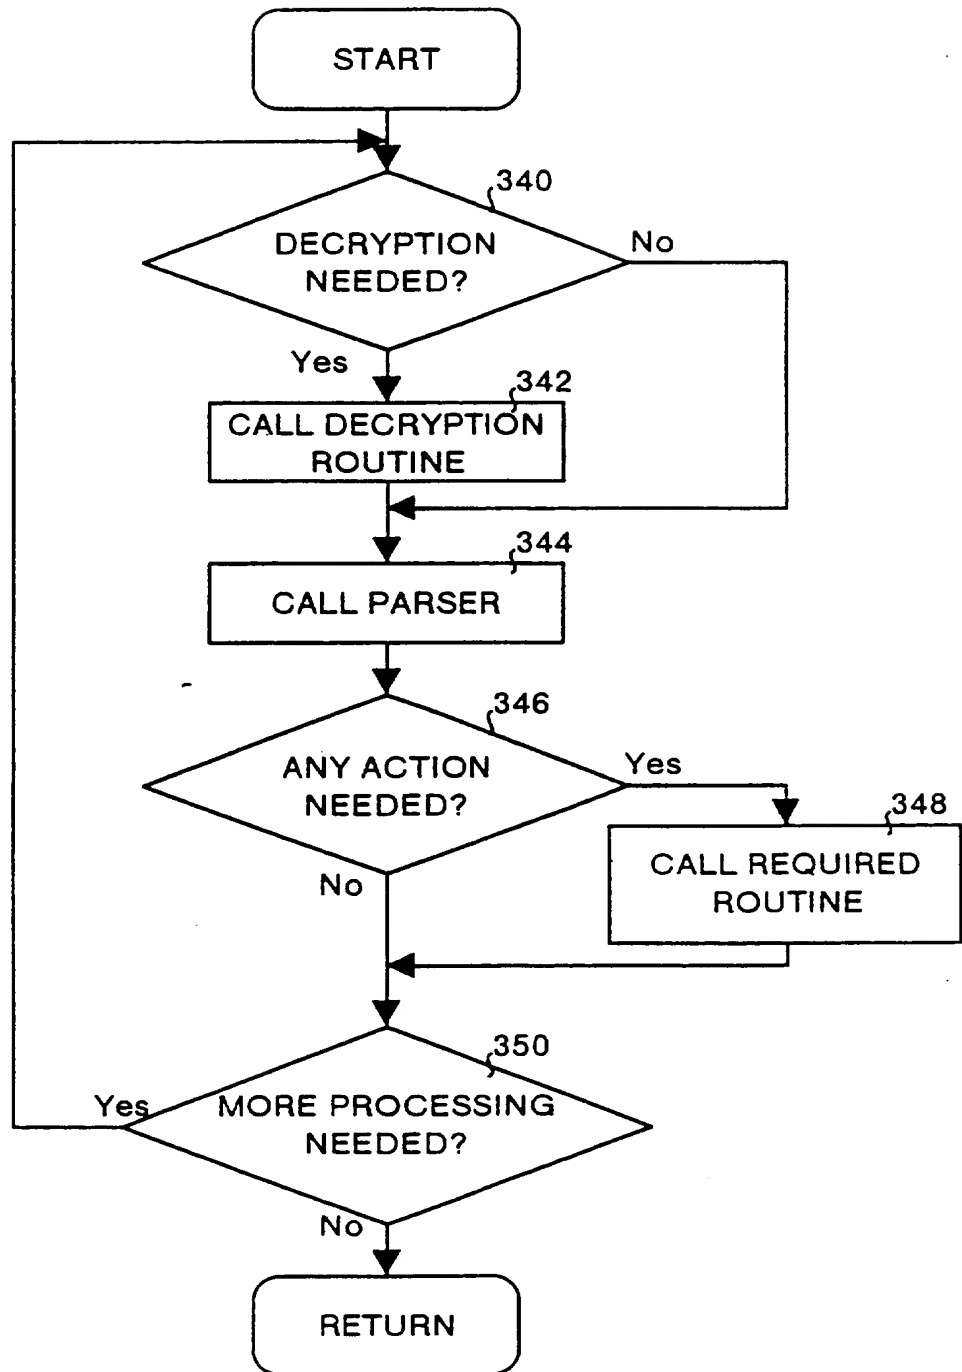 START
340
DECRYPTION
NEEDED?
No
Yes
342
CALL DECRYPTION
ROUTINE
344
CALL PARSER
346
ANY ACTION
NEEDED?
Yes
348
CALL REQUIRED
ROUTINE
No
350
MORE PROCESSING
NEEDED?
Yes
No
RETURN